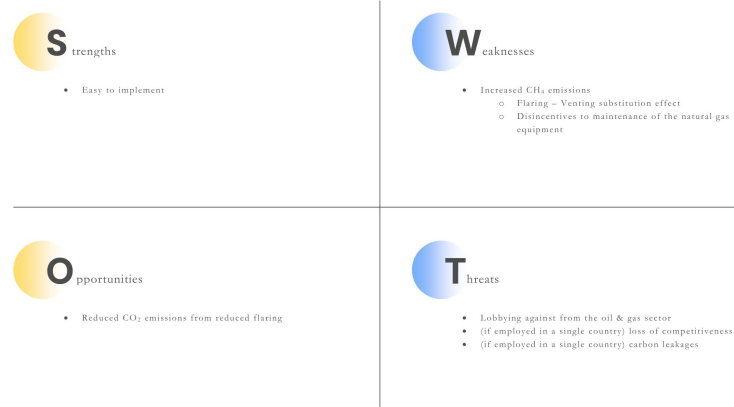 Strengths
• Easy to implement
Weaknesses
• Increased CH₄ emissions
o Flaring – Venting substitution effect
o Disincentives to maintenance of the natural gas
equipment
Opportunities
• Reduced CO₂ emissions from reduced flaring
Threats
• Lobbying against from the oil & gas sector
• (if employed in a single country) loss of competitiveness
• (if employed in a single country) carbon leakages